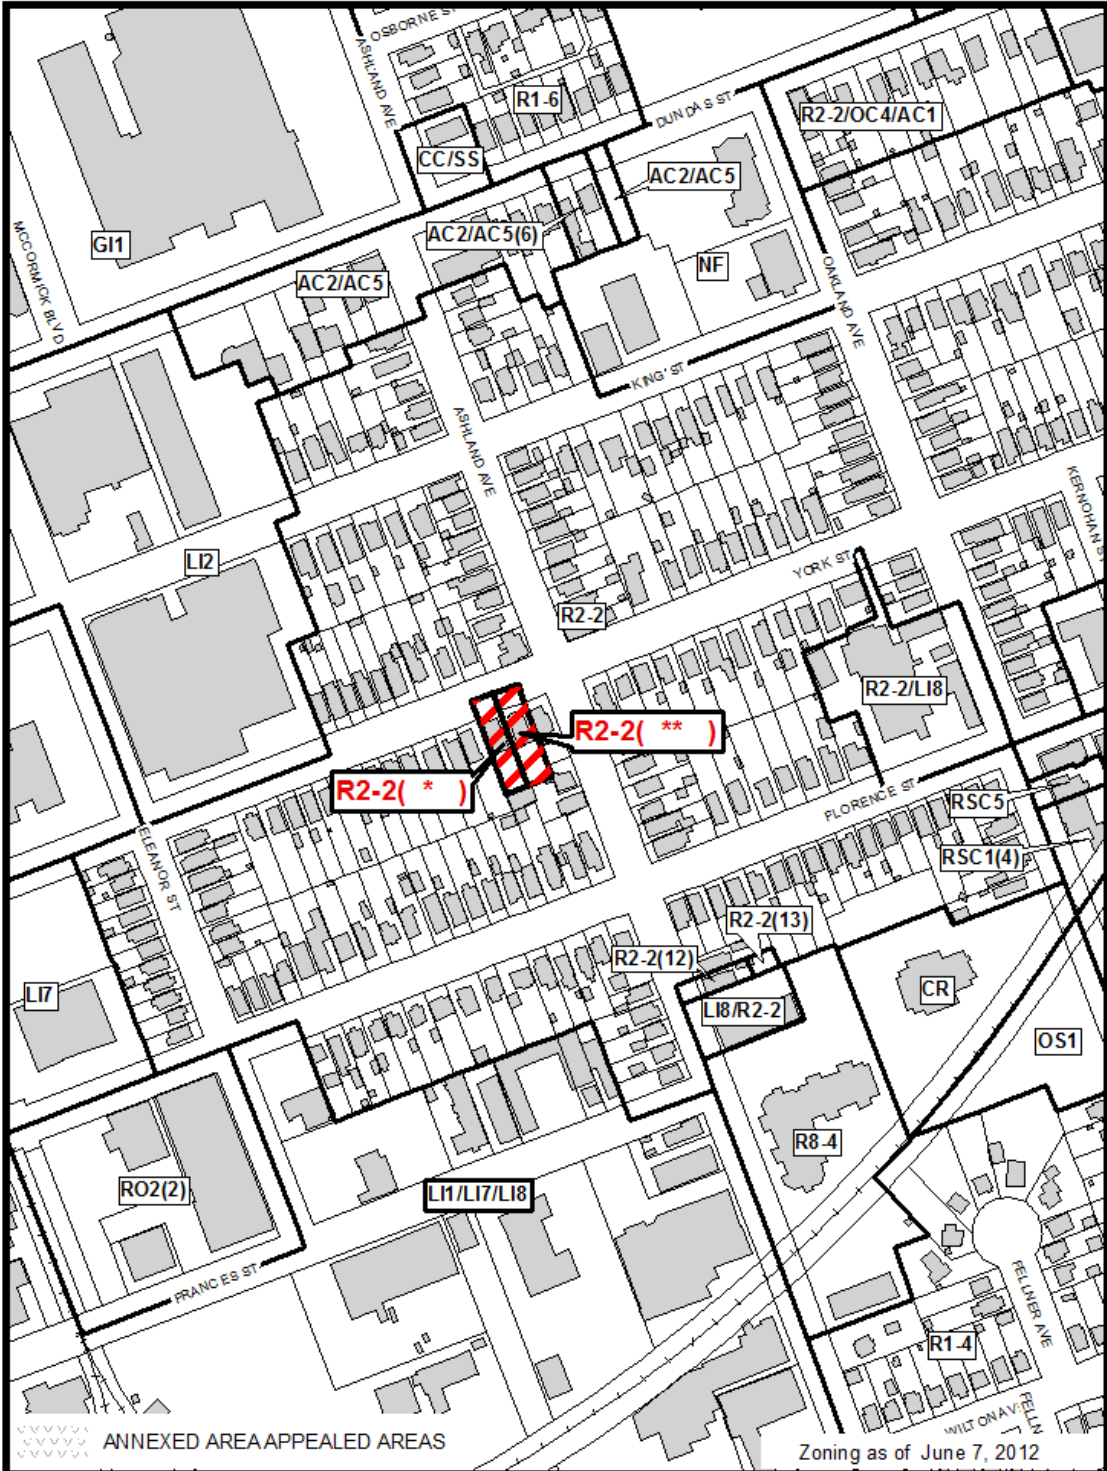 OSBORNE ST
ASHLAND AVE
R1-6
DUNDAS ST
R2-2/OC4/AC1
CC/SS
AC2/AC5
MCCORMICK BLVD
GI1
AC2/AC5(6)
NF
AC2/AC5
OAKLAND AVE
KING ST
ASHLAND AVE
KERNOHAN S
LI2
YORK ST
R2-2
R2-2/LI8
R2-2( ** )
R2-2( * )
FLORENCE ST
RSC5
ELEANOR ST
RSC1(4)
R2-2(13)
R2-2(12)
LI7
CR
LI8/R2-2
OS1
R8-4
RO2(2)
LI1/LI7/LI8
FRANCES ST
FELLNER AVE
R1-4
WILTON AV
FELLN
ANNEXED AREA APPEALED AREAS
Zoning as of June 7, 2012